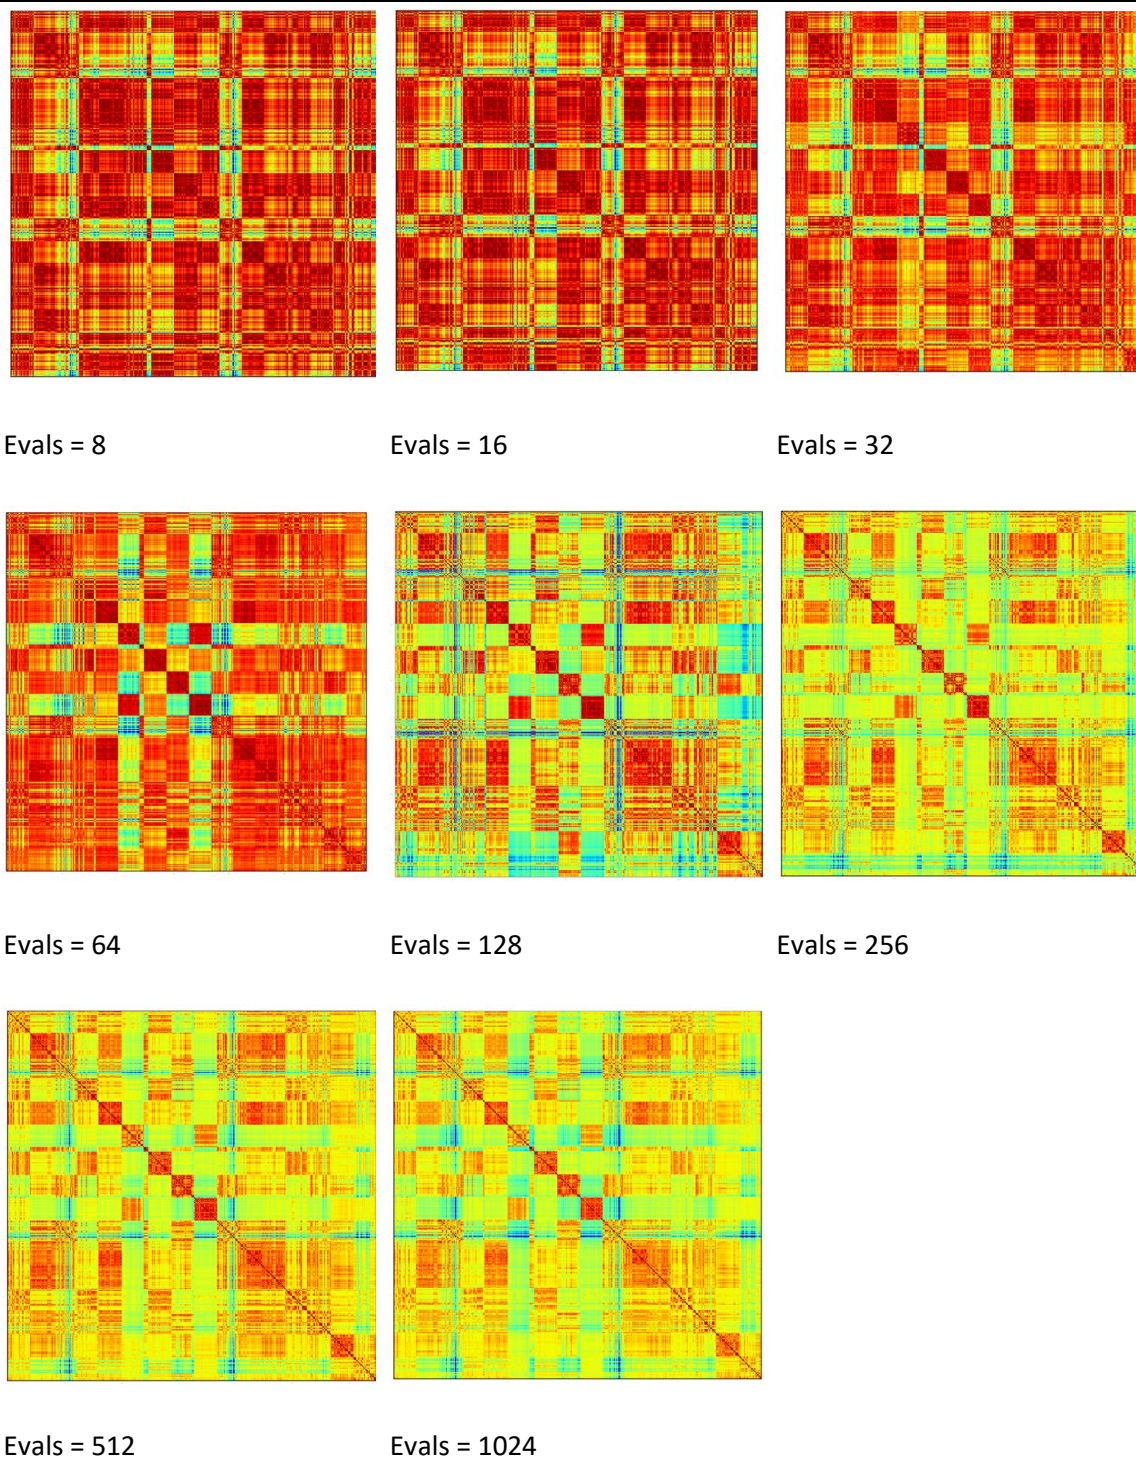 Evals = 8
Evals = 16
Evals = 32
Evals = 64
Evals = 128
Evals = 256
Evals = 512
Evals = 1024